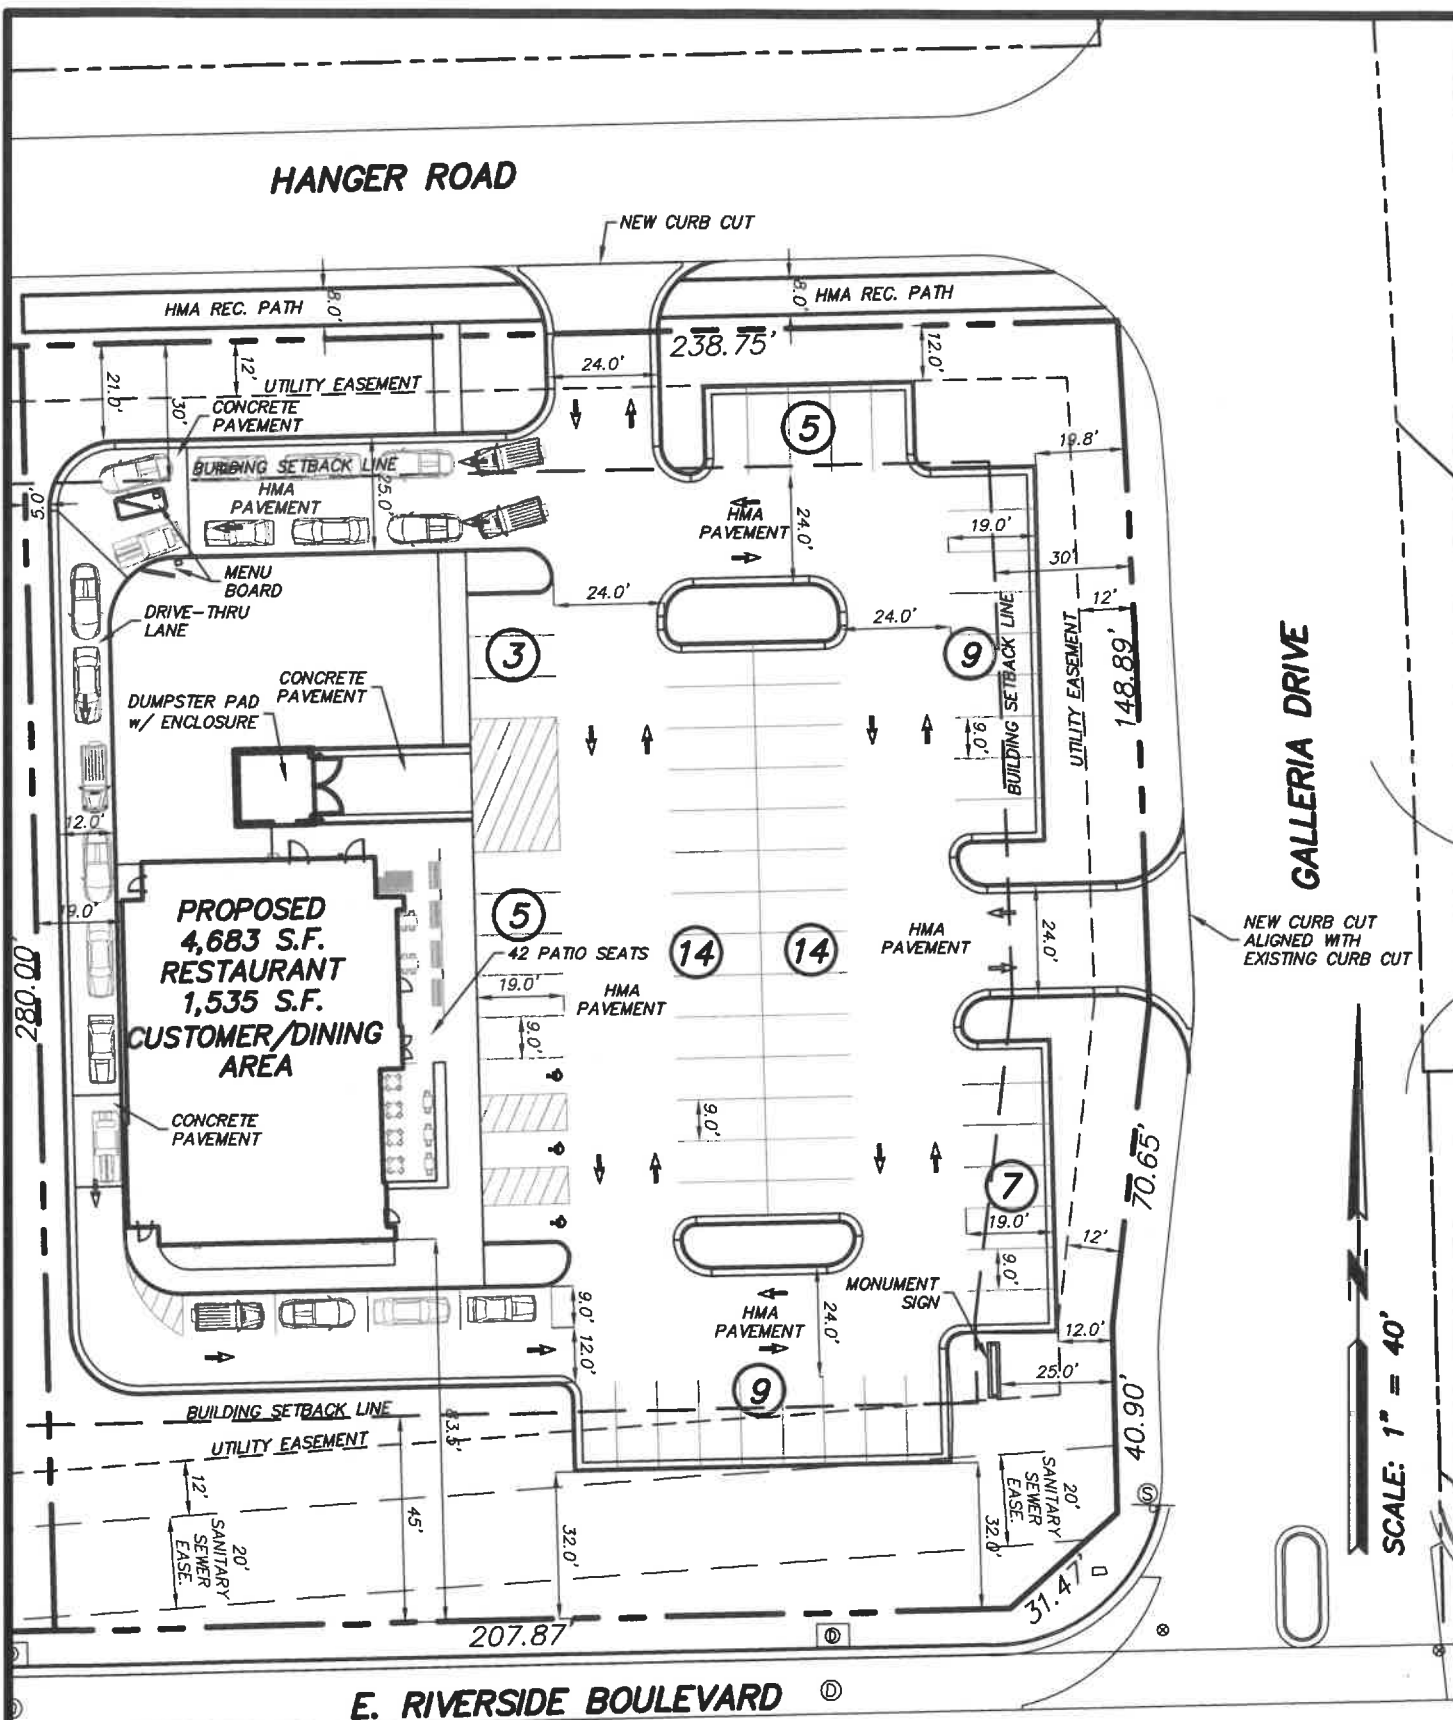 HANGER ROAD
NEW CURB CUT
HMA REC. PATH
8.0'
8.0'
HMA REC. PATH
238.75'
12'
21.0'
30'
24.0'
12.0'
UTILITY EASEMENT
CONCRETE
PAVEMENT
5
19.8'
BUILDING SETBACK LINE
HMA
PAVEMENT
25.0'
5.0'
HMA
PAVEMENT
24.0'
19.0'
30'
MENU
BOARD
24.0'
24.0'
12'
DRIVE-THRU
LANE
3
9
BUILDING SETBACK LINE
UTILITY EASEMENT
148.89'
GALLERIA DRIVE
CONCRETE
PAVEMENT
DUMPSTER PAD
w/ ENCLOSURE
9.0'
12.0'
PROPOSED
4,683 S.F.
RESTAURANT
1,535 S.F.
CUSTOMER/DINING
AREA
19.0'
280.00'
5
42 PATIO SEATS
14
14
HMA
PAVEMENT
24.0'
NEW CURB CUT
ALIGNED WITH
EXISTING CURB CUT
19.0'
HMA
PAVEMENT
9.0'
CONCRETE
PAVEMENT
9.0'
70.65'
7
19.0'
12'
9.0'
MONUMENT
SIGN
N
9.0'
12.0'
HMA
PAVEMENT
24.0'
12.0'
25.0'
9
40.90'
SCALE: 1" = 40'
BUILDING SETBACK LINE
UTILITY EASEMENT
83.5'
12'
45'
20'
SANITARY
SEWER
EASE.
32.0'
32.0'
20'
SANITARY
SEWER
EASE.
S
31.47'
207.87'
D
E. RIVERSIDE BOULEVARD
D